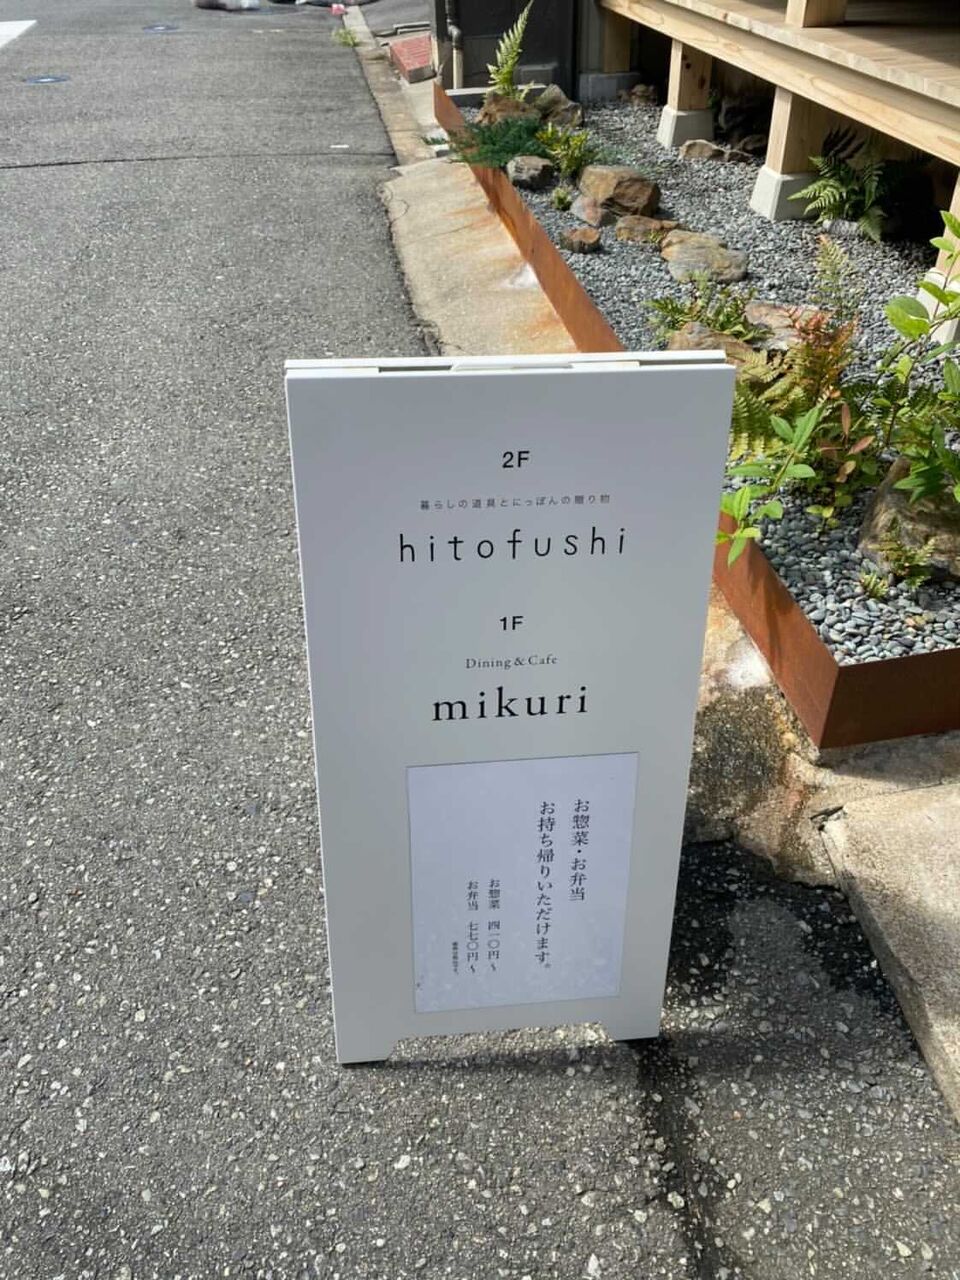 2F
暮らしの道具とにっぽんの贈り物
hitofushi
1F
Dining & Cafe
mikuri
お惣菜・お弁当
お持ち帰りいただけます。
お惣菜 四一〇円〜
お弁当 七七〇円〜